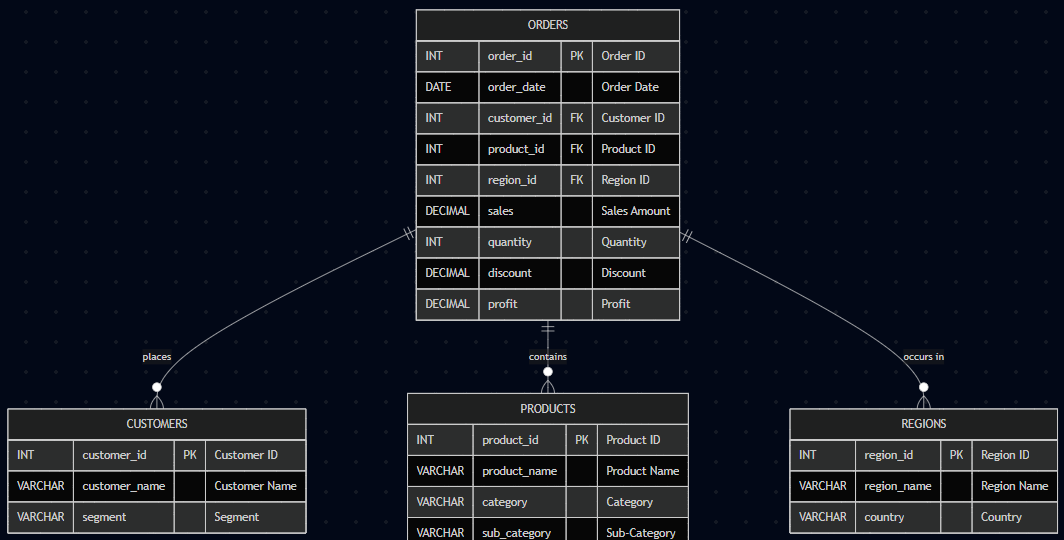 ORDERS
INT order_id PK Order ID
DATE order_date Order Date
INT customer_id FK Customer ID
INT product_id FK Product ID
INT region_id FK Region ID
DECIMAL sales Sales Amount
INT quantity Quantity
DECIMAL discount Discount
DECIMAL profit Profit
places
contains
occurs in
CUSTOMERS
INT customer_id PK Customer ID
VARCHAR customer_name Customer Name
VARCHAR segment Segment
PRODUCTS
INT product_id PK Product ID
VARCHAR product_name Product Name
VARCHAR category Category
VARCHAR sub_category Sub-Category
REGIONS
INT region_id PK Region ID
VARCHAR region_name Region Name
VARCHAR country Country